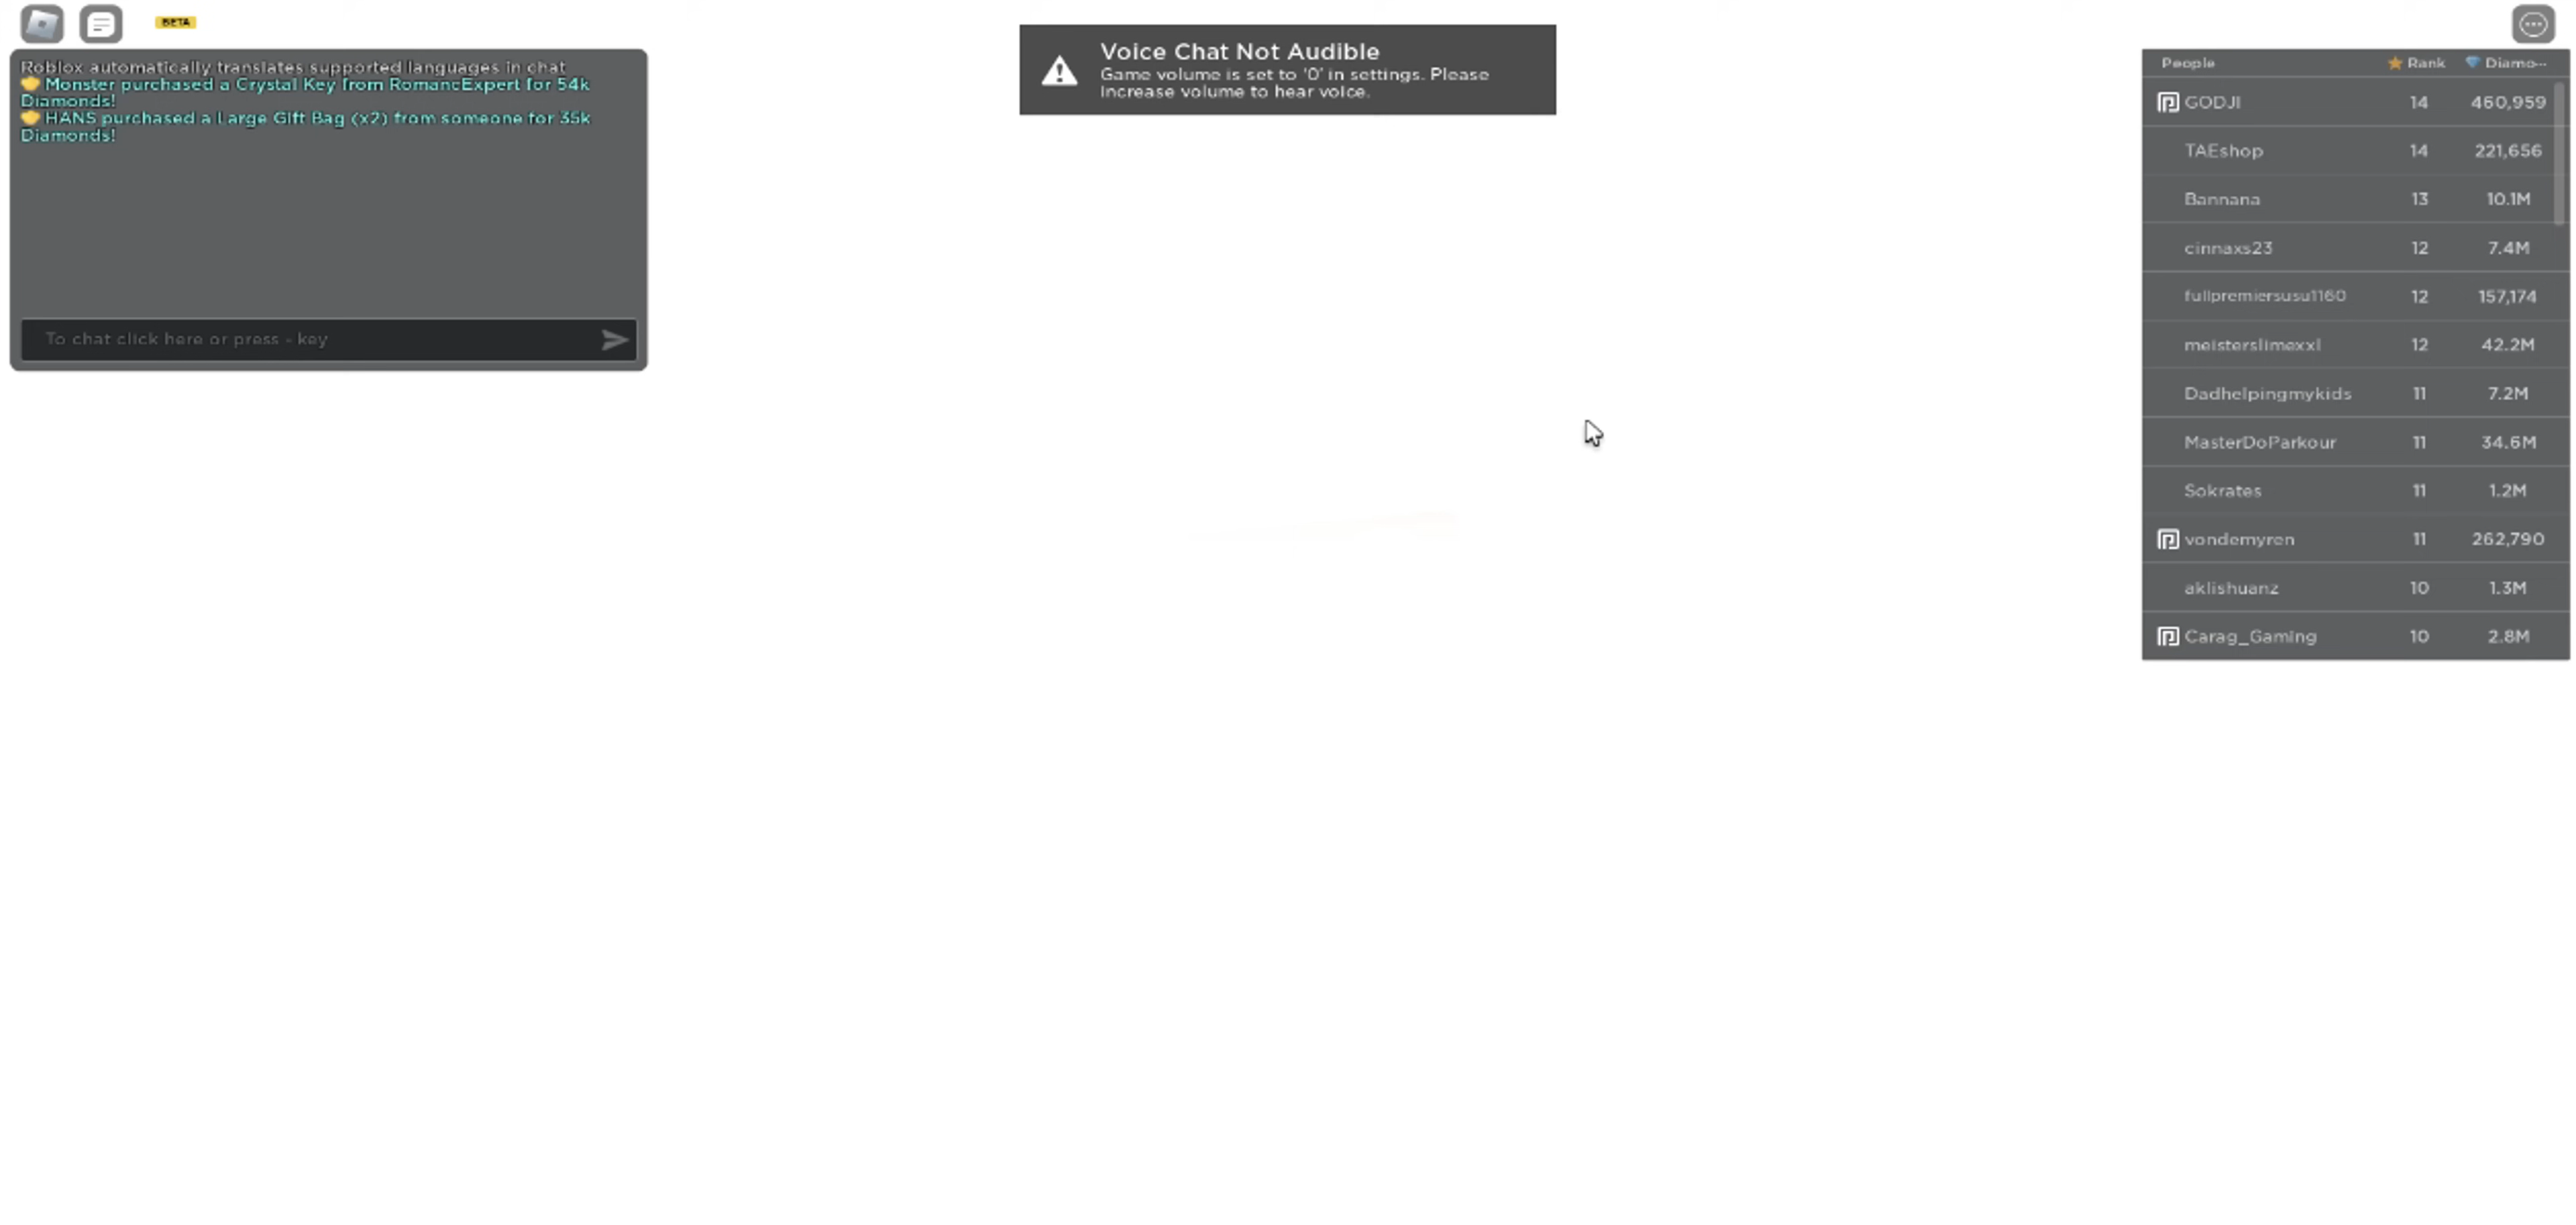 BETA
Roblox automatically translates supported languages in chat
Monster purchased a Crystal Key from RomancExpert for 54k
Diamonds!
HANS purchased a Large Gift Bag (x2) from someone for 35k
Diamonds!
To chat click here or press - key
Voice Chat Not Audible
Game volume is set to '0' in settings. Please
increase volume to hear voice.
People Rank Diamo...
GODJI 14 460,959
TAEshop 14 221,656
Bannana 13 10.1M
cinnaxs23 12 7.4M
fullpremiersusu1160 12 157,174
meisterslimexxl 12 42.2M
Dadhelpingmykids 11 7.2M
MasterDoParkour 11 34.6M
Sokrates 11 1.2M
vondemyren 11 262,790
aklishuanz 10 1.3M
Carag_Gaming 10 2.8M